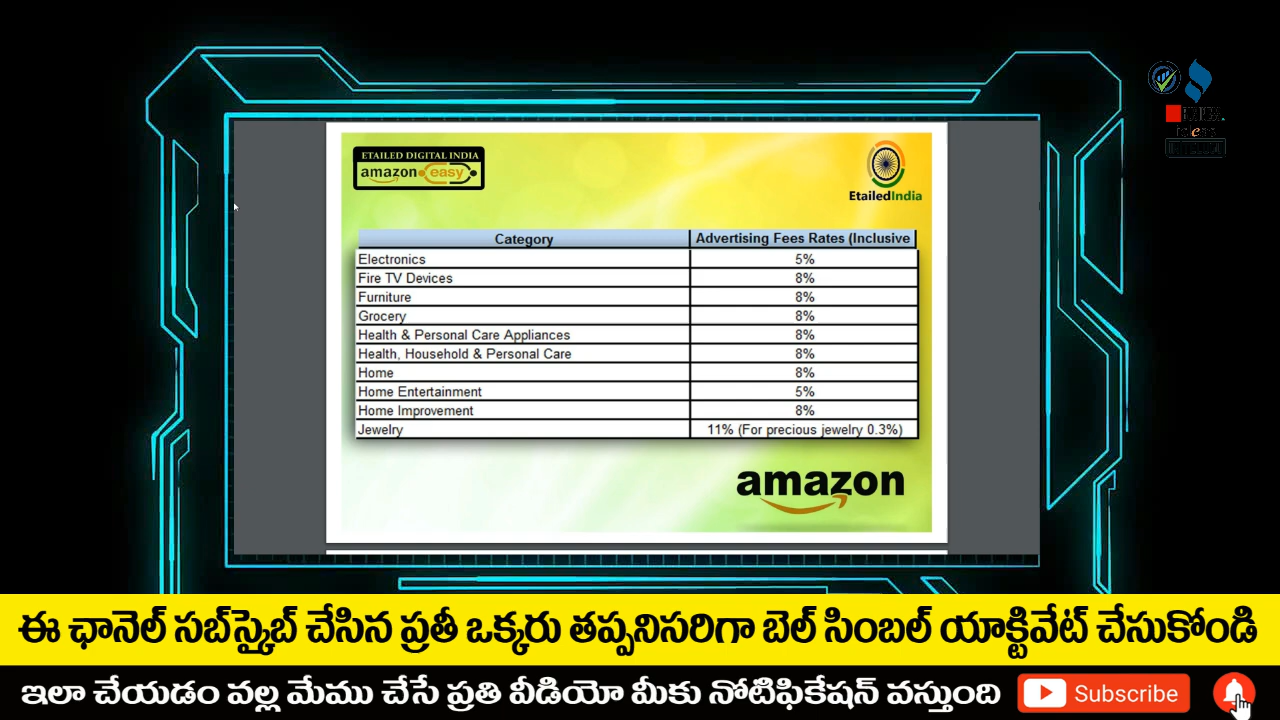 ETAILED DIGITAL INDIA
amazon easy
EtailedIndia
Category Advertising Fees Rates (Inclusive
Electronics 5%
Fire TV Devices 8%
Furniture 8%
Grocery 8%
Health & Personal Care Appliances 8%
Health, Household & Personal Care 8%
Home 8%
Home Entertainment 5%
Home Improvement 8%
Jewelry 11% (For precious jewelry 0.3%)
amazon
ఈ ఛానెల్ సబ్‌స్క్రైబ్ చేసిన ప్రతీ ఒక్కరు తప్పనిసరిగా బెల్ సింబల్ యాక్టివేట్ చేసుకోండి
ఇలా చేయడం వల్ల మేము చేసే ప్రతి వీడియో మీకు నోటిఫికేషన్ వస్తుంది Subscribe